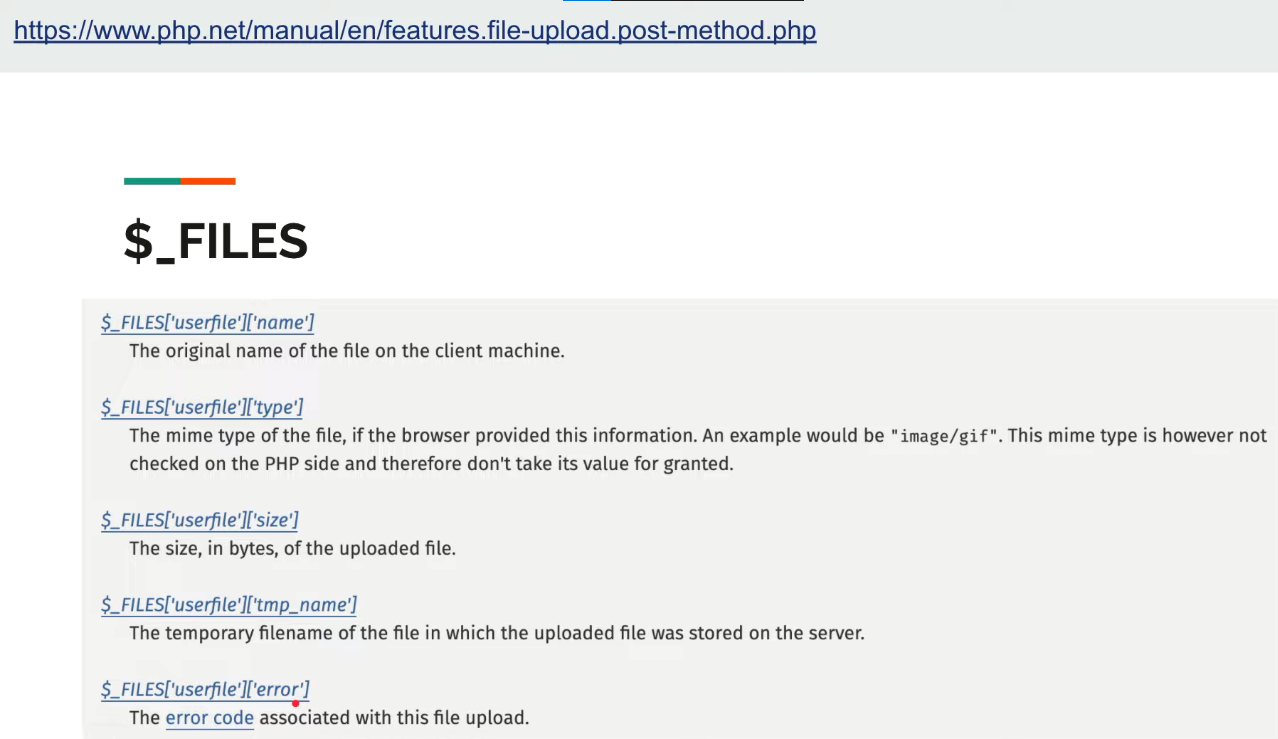 https://www.php.net/manual/en/features.file-upload.post-method.php
$_FILES
$_FILES['userfile']['name']
The original name of the file on the client machine.
$_FILES['userfile']['type']
The mime type of the file, if the browser provided this information. An example would be "image/gif". This mime type is however not
checked on the PHP side and therefore don't take its value for granted.
$_FILES['userfile']['size']
The size, in bytes, of the uploaded file.
$_FILES['userfile']['tmp_name']
The temporary filename of the file in which the uploaded file was stored on the server.
$_FILES['userfile']['error']
The error code associated with this file upload.